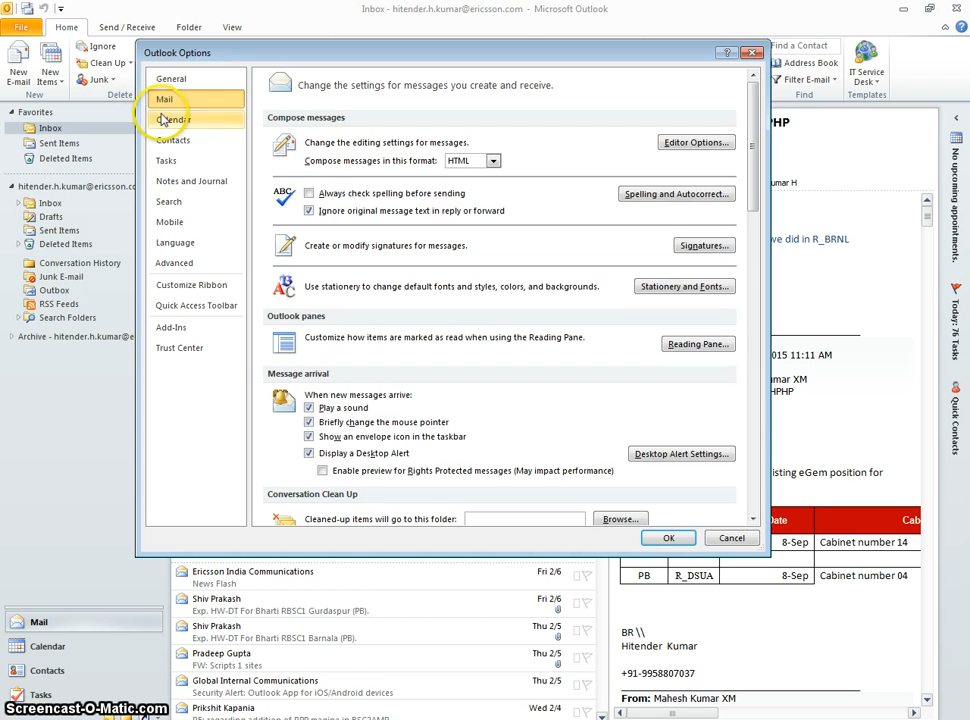 Inbox - hitender.h.kumar@ericsson.com - Microsoft Outlook
File Home Send / Receive Folder View
New E-mail
New Items
Ignore
Clean Up
Junk
New Delete
Find a Contact
Address Book
Filter E-mail
Find
IT Service Desk
Templates
Favorites
Inbox
Sent Items
Deleted Items
hitender.h.kumar@ericsson.co
Inbox
Drafts
Sent Items
Deleted Items
Conversation History
Junk E-mail
Outbox
RSS Feeds
Search Folders
Archive - hitender.h.kumar@e
Mail
Calendar
Contacts
Tasks
Outlook Options
General
Mail
Calendar
Contacts
Tasks
Notes and Journal
Search
Mobile
Language
Advanced
Customize Ribbon
Quick Access Toolbar
Add-Ins
Trust Center
Change the settings for messages you create and receive.
Compose messages
Change the editing settings for messages.
Editor Options...
Compose messages in this format: HTML
ABC
Always check spelling before sending
Spelling and Autocorrect...
Ignore original message text in reply or forward
Create or modify signatures for messages.
Signatures...
Use stationery to change default fonts and styles, colors, and backgrounds.
Stationery and Fonts...
Outlook panes
Customize how items are marked as read when using the Reading Pane.
Reading Pane...
Message arrival
When new messages arrive:
Play a sound
Briefly change the mouse pointer
Show an envelope icon in the taskbar
Display a Desktop Alert
Desktop Alert Settings...
Enable preview for Rights Protected messages (May impact performance)
Conversation Clean Up
Cleaned-up items will go to this folder:
Browse...
OK Cancel
Ericsson India Communications Fri 2/6
News Flash
Shiv Prakash Fri 2/6
Exp. HW-DT For Bharti RBSC1 Gurdaspur (PB).
Shiv Prakash Thu 2/5
Exp. HW-DT For Bharti RBSC1 Barnala (PB).
Pradeep Gupta Thu 2/5
FW: Scripts 1 sites
Global Internal Communications Thu 2/5
Security Alert: Outlook App for iOS/Android devices
Prikshit Kapania Wed 2/4
PHP
umar H
we did in R_BRNL
015 11:11 AM
umar XM
HPHP
isting eGem position for
Date Cab
8-Sep Cabinet number 14
PB R_DSUA 8-Sep Cabinet number 04
BR \\
Hitender Kumar
+91-9958807037
From: Mahesh Kumar XM
No upcoming appointments.
Today: 76 Tasks
Quick Contacts
Screencast-O-Matic.com